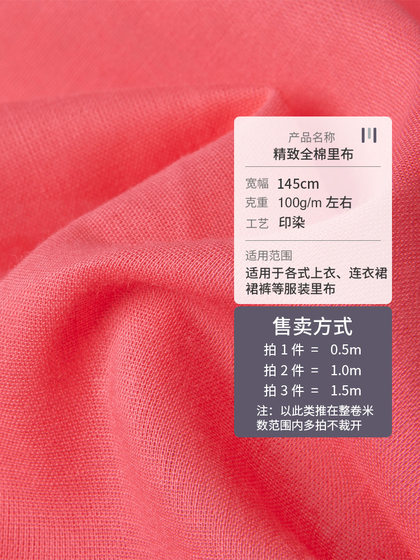 产品名称
精致全棉里布
宽幅 145cm
克重 100g/m 左右
工艺 印染
适用范围
适用于各式上衣、连衣裙
裙裤等服装里布
售卖方式
拍 1 件 = 0.5m
拍 2 件 = 1.0m
拍 3 件 = 1.5m
注：以此类推在整卷米
数范围内多拍不裁开